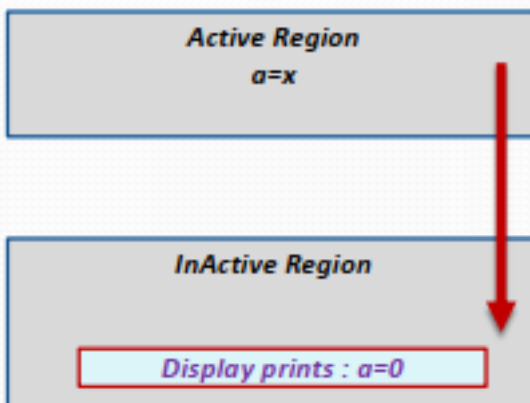 Active Region
a=x
InActive Region
Display prints : a=0